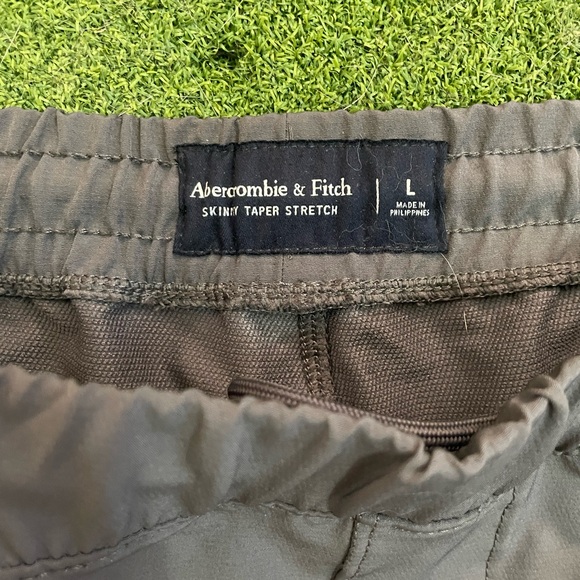 Abercrombie & Fitch
SKINNY TAPER STRETCH
L
MADE IN
PHILIPPINES